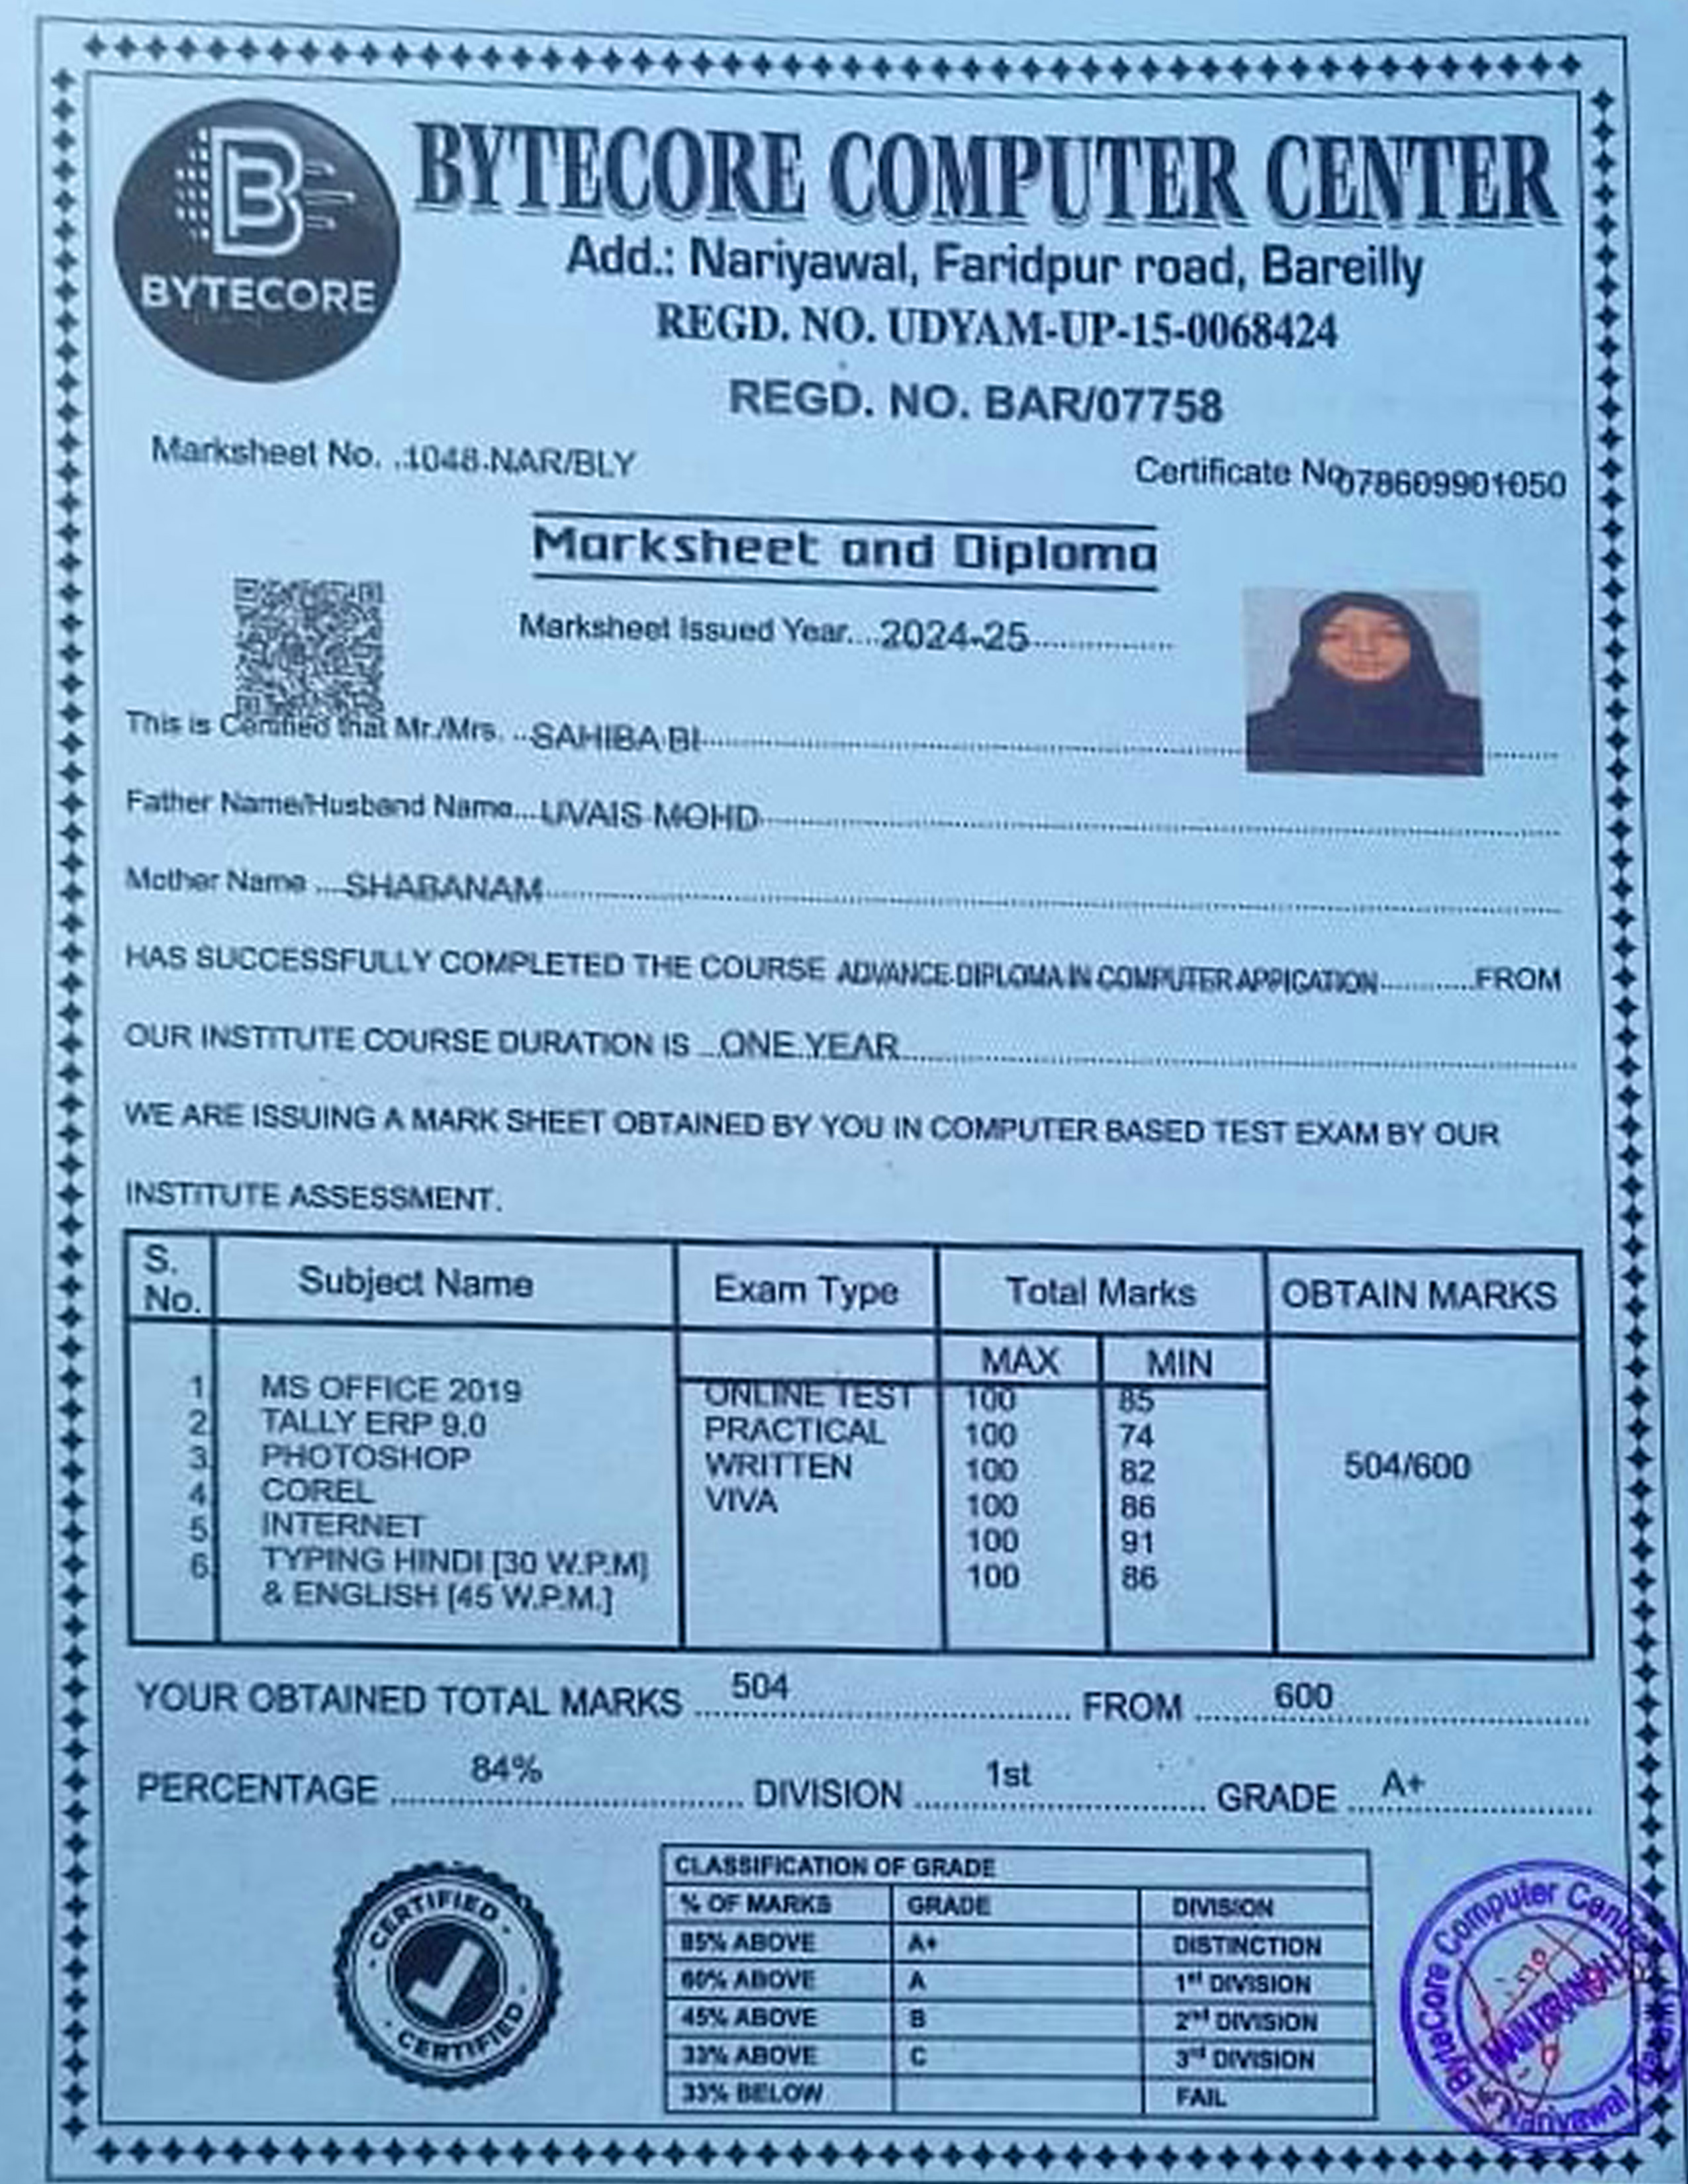 BYTECORE COMPUTER CENTER
BYTECORE
Add.: Nariyawal, Faridpur road, Bareilly
REGD. NO. UDYAM-UP-15-0068424
REGD. NO. BAR/07758
Marksheet No. ..1048.NAR/BLY
Certificate No078609901050
Marksheet and Diploma
Marksheet Issued Year....2024-25
This is Certified that Mr./Mrs. ..SAHIBA BI
Father Name/Husband Name...UVAIS MOHD
Mother Name ....SHABANAM
HAS SUCCESSFULLY COMPLETED THE COURSE ADVANCE DIPLOMA IN COMPUTER APPICATION............FROM
OUR INSTITUTE COURSE DURATION IS ...ONE YEAR
WE ARE ISSUING A MARK SHEET OBTAINED BY YOU IN COMPUTER BASED TEST EXAM BY OUR
INSTITUTE ASSESSMENT.
S. No. Subject Name Exam Type Total Marks OBTAIN MARKS
MAX MIN
1 MS OFFICE 2019 ONLINE TEST 100 85
2 TALLY ERP 9.0 PRACTICAL 100 74
3 PHOTOSHOP WRITTEN 100 82 504/600
4 COREL VIVA 100 86
5 INTERNET 100 91
6 TYPING HINDI [30 W.P.M] 100 86
& ENGLISH [45 W.P.M.]
YOUR OBTAINED TOTAL MARKS 504 FROM 600
PERCENTAGE 84% DIVISION 1st GRADE A+
CERTIFIED
CERTIFIED
CLASSIFICATION OF GRADE
% OF MARKS GRADE DIVISION
85% ABOVE A+ DISTINCTION
60% ABOVE A 1st DIVISION
45% ABOVE B 2nd DIVISION
33% ABOVE C 3rd DIVISION
33% BELOW FAIL
ByteCore Computer Center
MAIN BRANCH
Nariyawal